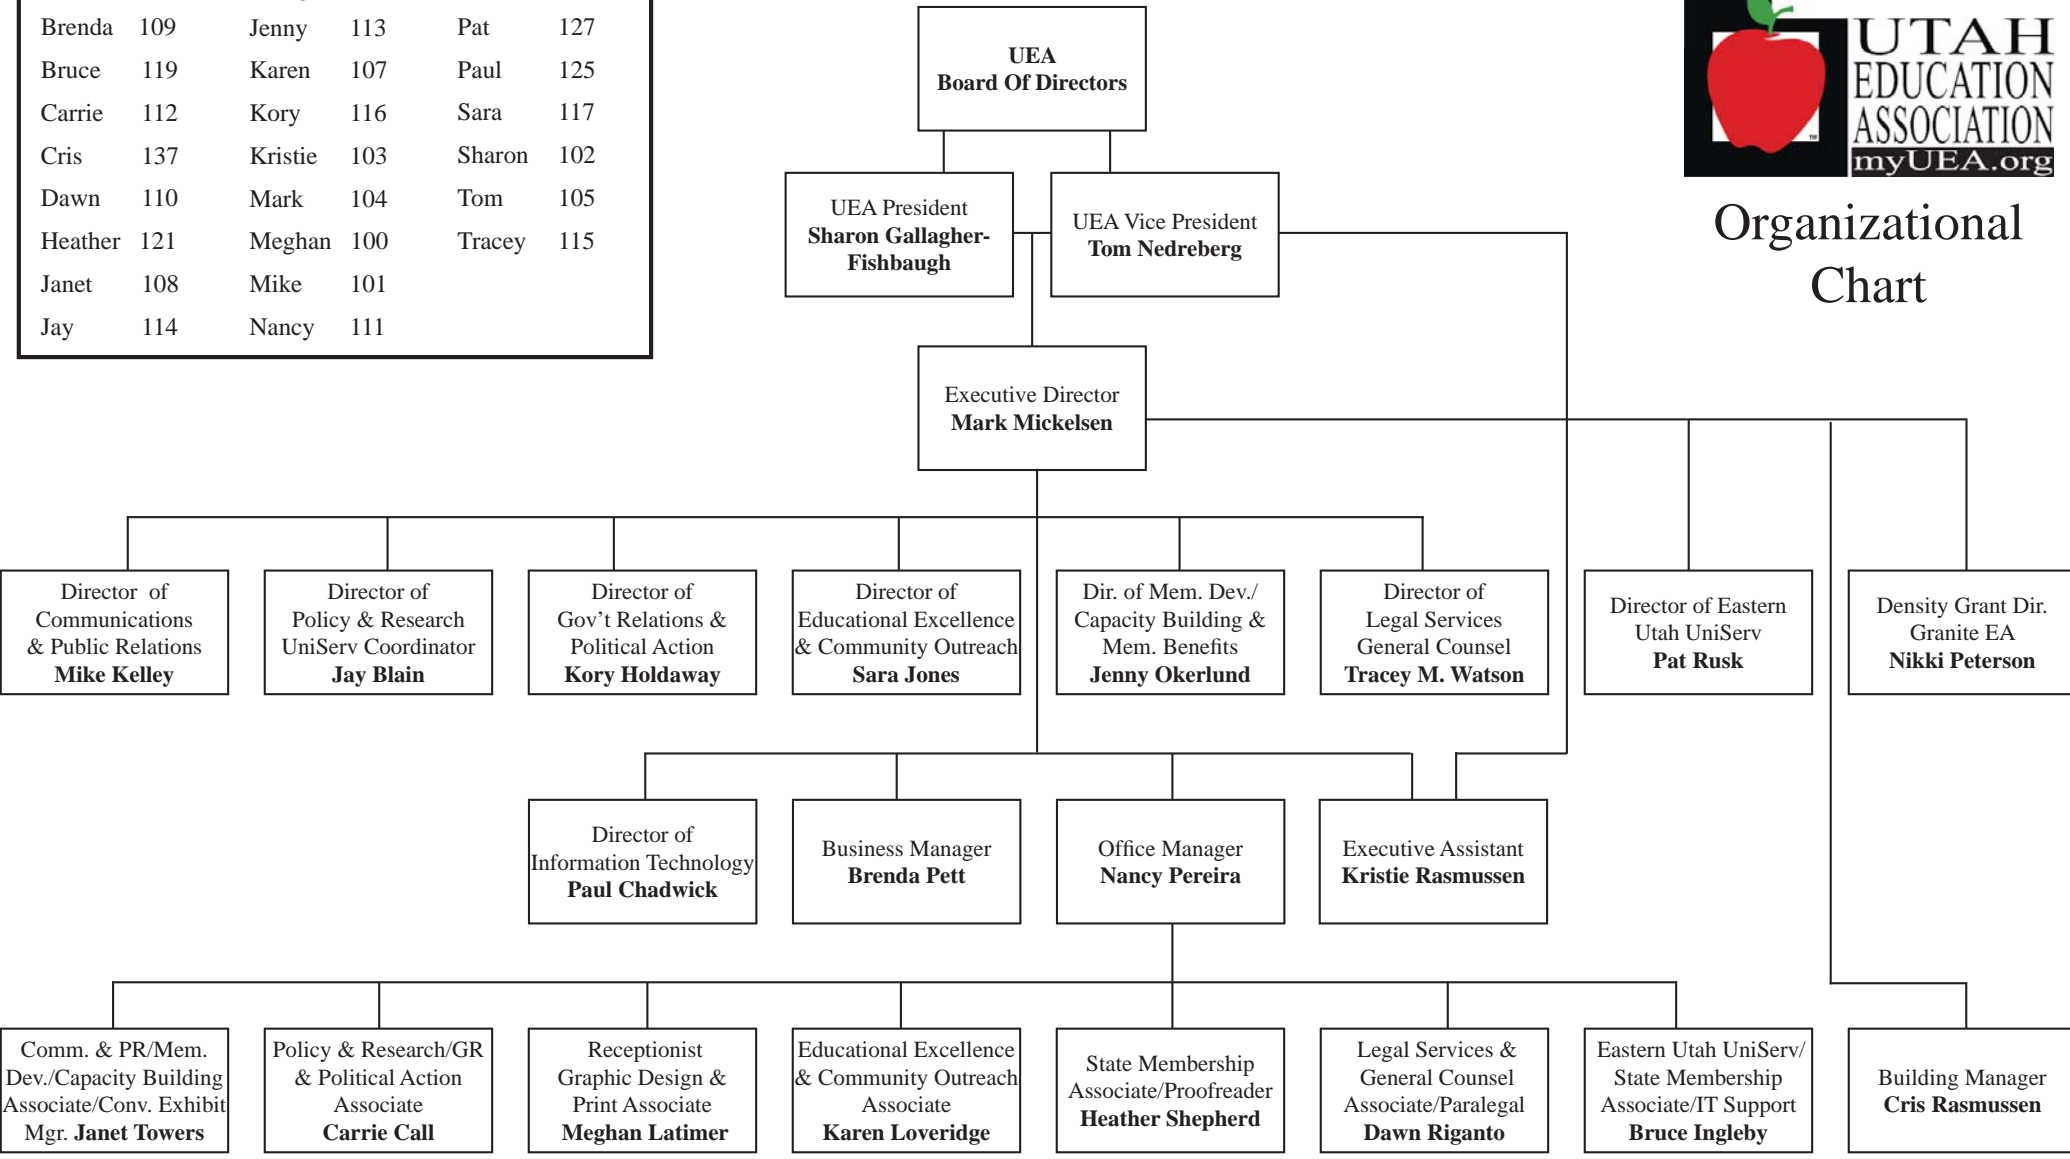 Brenda 109 Jenny 113 Pat 127
Bruce 119 Karen 107 Paul 125
Carrie 112 Kory 116 Sara 117
Cris 137 Kristie 103 Sharon 102
Dawn 110 Mark 104 Tom 105
Heather 121 Meghan 100 Tracey 115
Janet 108 Mike 101
Jay 114 Nancy 111
UEA
Board Of Directors
UTAH
EDUCATION
ASSOCIATION
myUEA.org
TM
Organizational
Chart
UEA President
Sharon Gallagher-
Fishbaugh
UEA Vice President
Tom Nedreberg
Executive Director
Mark Mickelsen
Director of
Communications
& Public Relations
Mike Kelley
Director of
Policy & Research
UniServ Coordinator
Jay Blain
Director of
Gov't Relations &
Political Action
Kory Holdaway
Director of
Educational Excellence
& Community Outreach
Sara Jones
Dir. of Mem. Dev./
Capacity Building &
Mem. Benefits
Jenny Okerlund
Director of
Legal Services
General Counsel
Tracey M. Watson
Director of Eastern
Utah UniServ
Pat Rusk
Density Grant Dir.
Granite EA
Nikki Peterson
Director of
Information Technology
Paul Chadwick
Business Manager
Brenda Pett
Office Manager
Nancy Pereira
Executive Assistant
Kristie Rasmussen
Comm. & PR/Mem.
Dev./Capacity Building
Associate/Conv. Exhibit
Mgr. Janet Towers
Policy & Research/GR
& Political Action
Associate
Carrie Call
Receptionist
Graphic Design &
Print Associate
Meghan Latimer
Educational Excellence
& Community Outreach
Associate
Karen Loveridge
State Membership
Associate/Proofreader
Heather Shepherd
Legal Services &
General Counsel
Associate/Paralegal
Dawn Riganto
Eastern Utah UniServ/
State Membership
Associate/IT Support
Bruce Ingleby
Building Manager
Cris Rasmussen